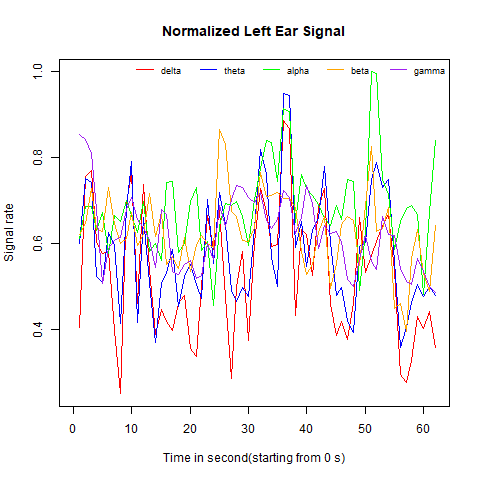 Normalized Left Ear Signal
delta theta alpha beta gamma
Signal rate
1.0
0.8
0.6
0.4
0 10 20 30 40 50 60
Time in second(starting from 0 s)